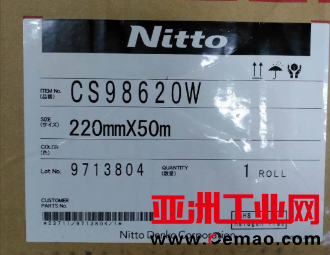 Nitto
ITEM No.
(品番)
CS98620W
SIZE
(サイズ)
220mmX50m
COLOR
(色)
Lot No. 9713804 QUANTITY
(数量) 1 ROLL
CUSTOMER
PARTS No.
亚洲工业网
www.Oemao.com
Nitto Denko Corporation